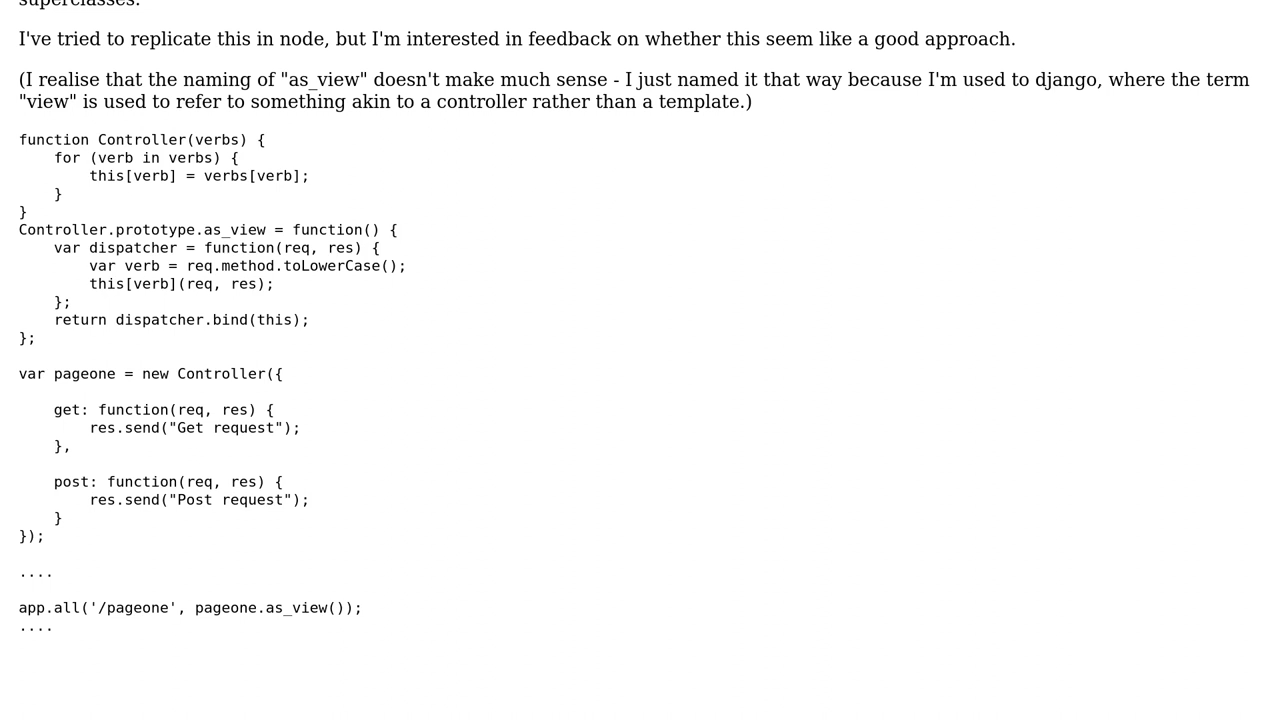 superclasses.
I've tried to replicate this in node, but I'm interested in feedback on whether this seem like a good approach.
(I realise that the naming of "as_view" doesn't make much sense - I just named it that way because I'm used to django, where the term
"view" is used to refer to something akin to a controller rather than a template.)
function Controller(verbs) {
    for (verb in verbs) {
        this[verb] = verbs[verb];
    }
}
Controller.prototype.as_view = function() {
    var dispatcher = function(req, res) {
        var verb = req.method.toLowerCase();
        this[verb](req, res);
    };
    return dispatcher.bind(this);
};
var pageone = new Controller({
    get: function(req, res) {
        res.send("Get request");
    },
    post: function(req, res) {
        res.send("Post request");
    }
});
....
app.all('/pageone', pageone.as_view());
....